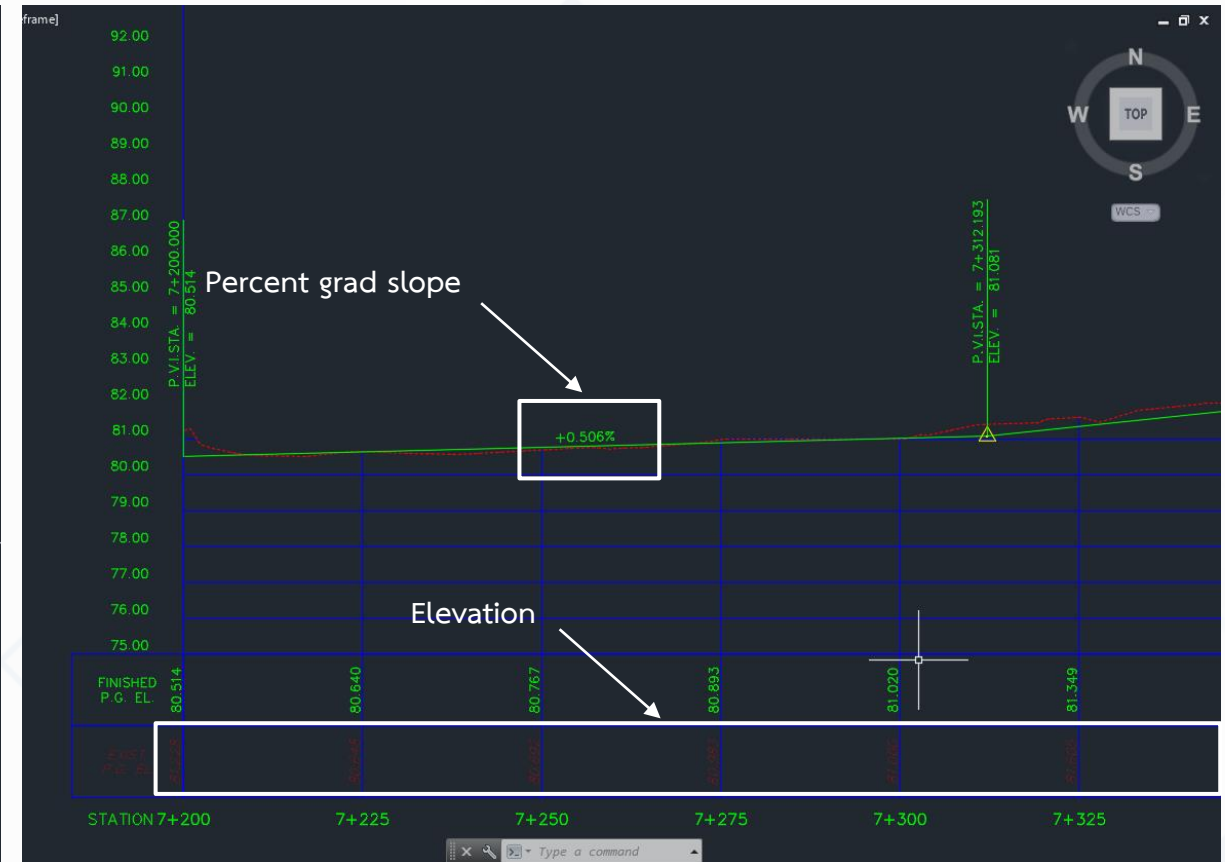 frame]
92.00
91.00
90.00
89.00
88.00
87.00
86.00
85.00
84.00
83.00
82.00
81.00
80.00
79.00
78.00
77.00
76.00
75.00
N
W TOP E
S
WCS
P.V.I.STA. = 7+200.000
ELEV. = 80.514
Percent grad slope
P.V.I.STA. = 7+312.193
ELEV. = 81.081
+0.506%
Elevation
FINISHED
P.G. EL.
80.514 80.640 80.767 80.893 81.020 81.349
STATION 7+200 7+225 7+250 7+275 7+300 7+325
Type a command